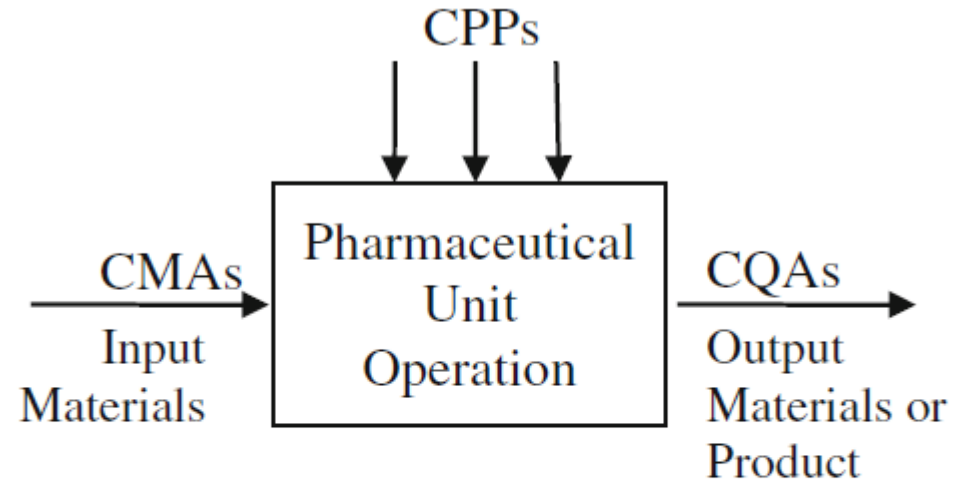 CPPs
CMAs
Input
Materials
Pharmaceutical
Unit
Operation
CQAs
Output
Materials or
Product